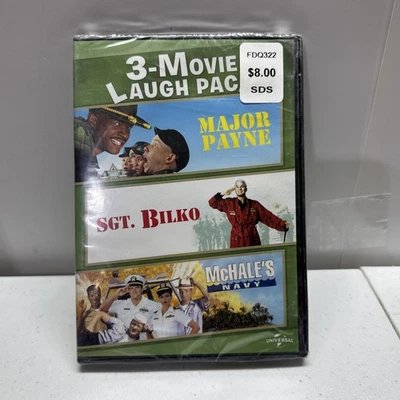 3-Movie
Laugh Pac
FDQ322
$8.00
SDS
Major
Payne
Sgt. Bilko
McHale's
Navy
UNIVERSAL